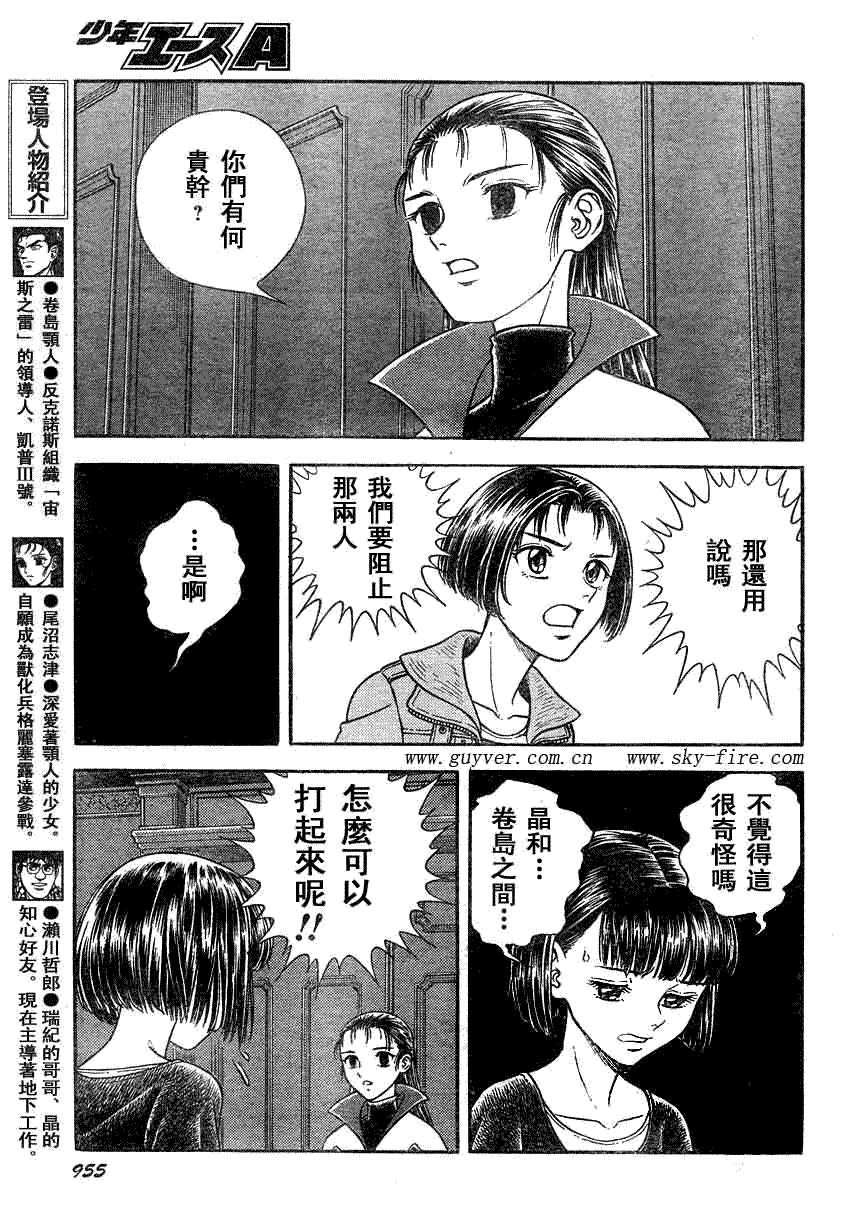 少年エースA
你們有何
貴幹？
那還用
說嗎
我們要阻止
那兩人
…是啊
www.guyver.com.cn www.sky-fire.com
不覺得這
很奇怪嗎
晶和…
卷島之間…
怎麼可以
打起來呢!!
登場人物紹介
●卷島顎人●反克諾斯組織「宙
斯之雷」的領導人、凱普Ⅲ號。
●尾沼志津●深愛著顎人的少女。
自願成為獸化兵格麗塞露達參戰。
●瀨川哲郎●瑞紀的哥哥、晶的
知心好友。現在主導著地下工作。
955